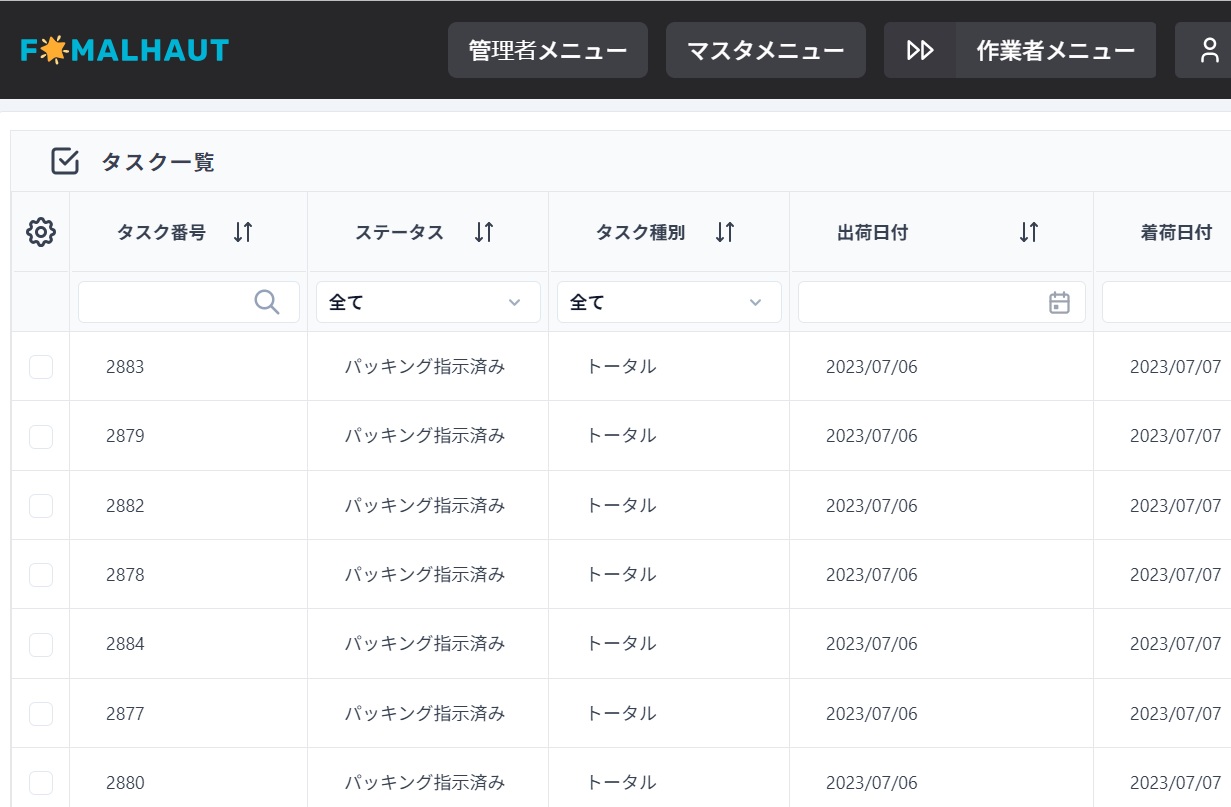 FOMALHAUT 管理者メニュー マスタメニュー 作業者メニュー
タスク一覧
タスク番号 ステータス タスク種別 出荷日付 着荷日付
全て 全て
2883 パッキング指示済み トータル 2023/07/06 2023/07/07
2879 パッキング指示済み トータル 2023/07/06 2023/07/07
2882 パッキング指示済み トータル 2023/07/06 2023/07/07
2878 パッキング指示済み トータル 2023/07/06 2023/07/07
2884 パッキング指示済み トータル 2023/07/06 2023/07/07
2877 パッキング指示済み トータル 2023/07/06 2023/07/07
2880 パッキング指示済み トータル 2023/07/06 2023/07/07